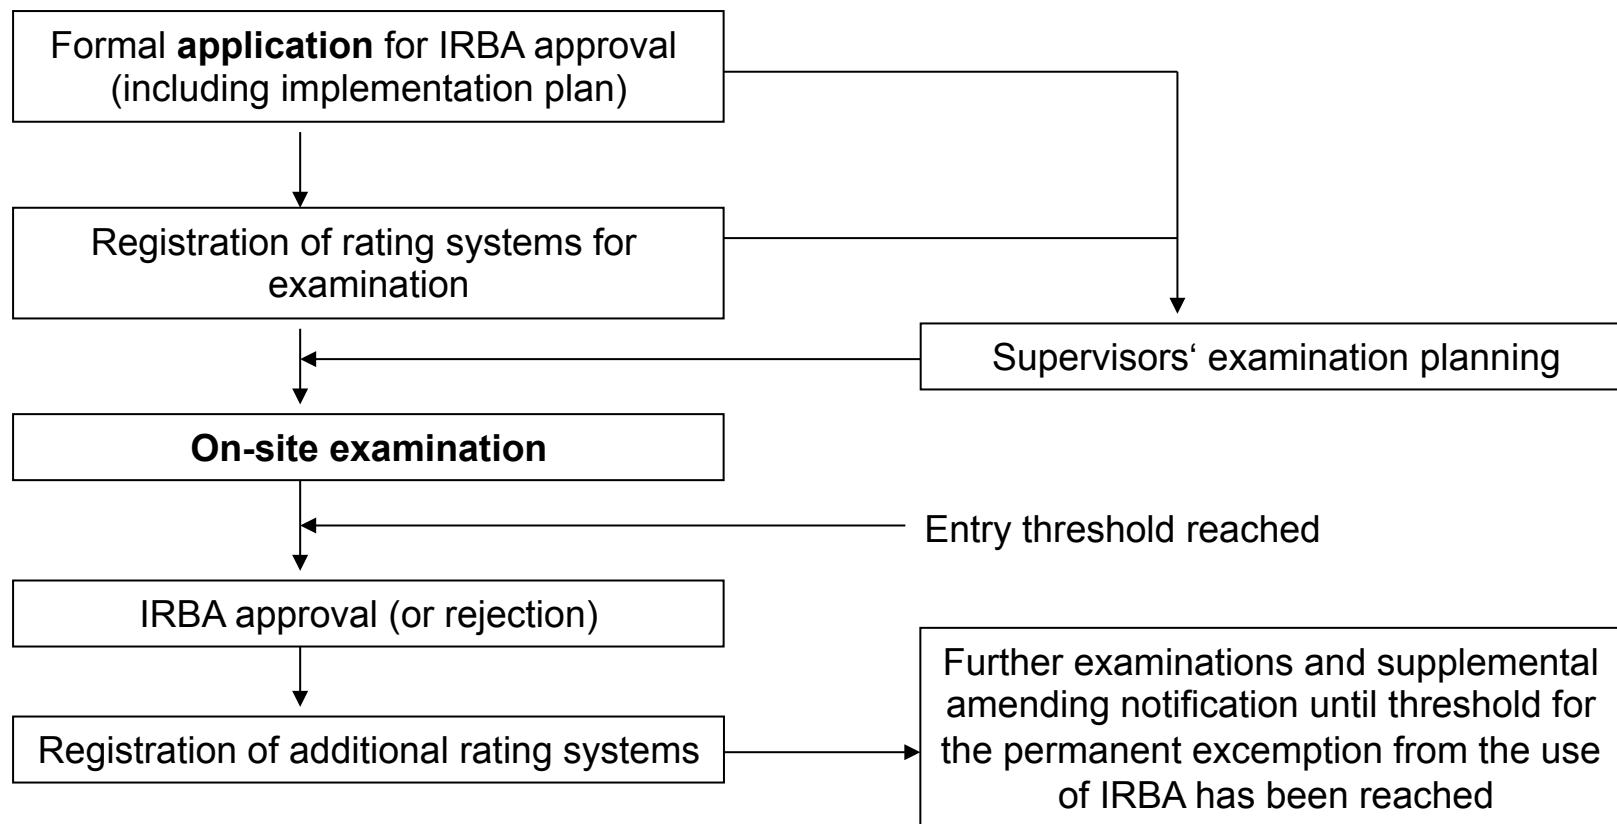 Formal application for IRBA approval
(including implementation plan)
Registration of rating systems for
examination
Supervisors‘ examination planning
On-site examination
Entry threshold reached
IRBA approval (or rejection)
Further examinations and supplemental
amending notification until threshold for
the permanent excemption from the use
of IRBA has been reached
Registration of additional rating systems